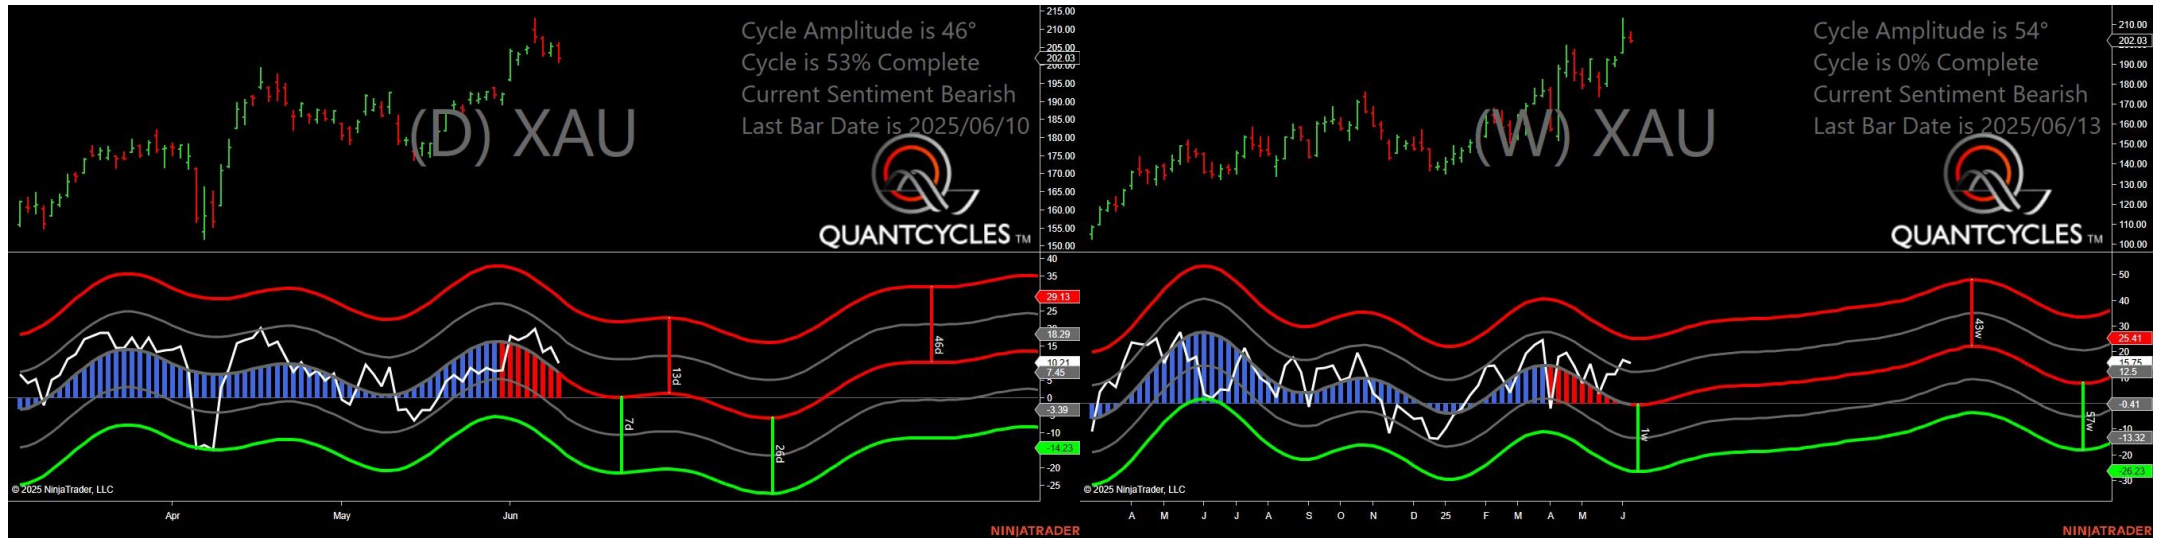 Cycle Amplitude is 46°
Cycle is 53% Complete
Current Sentiment Bearish
Last Bar Date is 2025/06/10
(D) XAU
QUANTCYCLES TM
215.00
210.00
205.00
202.03
200.00
195.00
190.00
185.00
180.00
175.00
170.00
165.00
160.00
155.00
150.00
40
35
29.13
25
18.29
15
10.21
7.45
5
0
-3.39
-10
-14.23
-20
-25
13d
46d
7d
26d
© 2025 NinjaTrader, LLC
Apr May Jun
NINJATRADER
Cycle Amplitude is 54°
Cycle is 0% Complete
Current Sentiment Bearish
Last Bar Date is 2025/06/13
(W) XAU
QUANTCYCLES TM
210.00
202.03
190.00
180.00
170.00
160.00
150.00
140.00
130.00
120.00
110.00
100.00
50
40
30
25.41
20
15.75
12.5
-0.41
-10
-13.32
-20
-26.23
-30
43w
1w
57w
© 2025 NinjaTrader, LLC
A M J J A S O N D 25 F M A M J
NINJATRADER